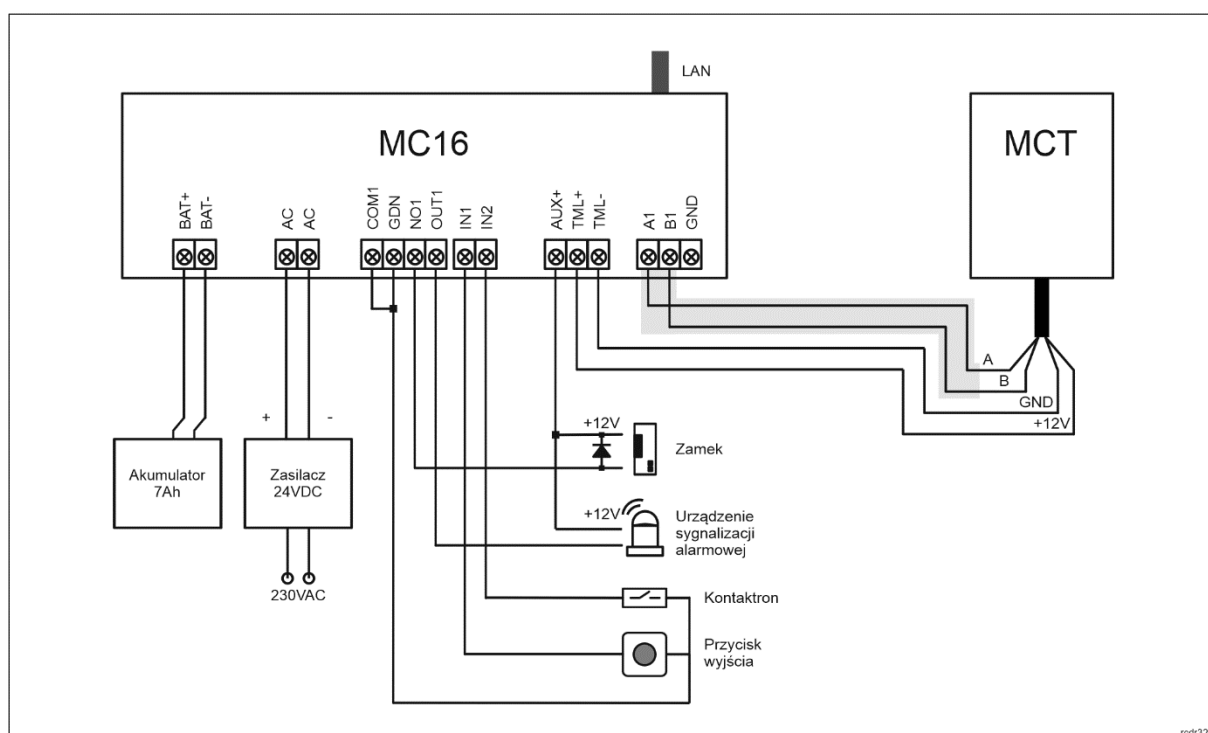 LAN
MC16
MCT
BAT+
BAT-
AC
AC
COM1
GDN
NO1
OUT1
IN1
IN2
AUX+
TML+
TML-
A1
B1
GND
A
B
GND
+12V
+ -
Akumulator
7Ah
Zasilacz
24VDC
230VAC
+12V
Zamek
+12V
Urządzenie
sygnalizacji
alarmowej
Kontaktron
Przycisk
wyjścia